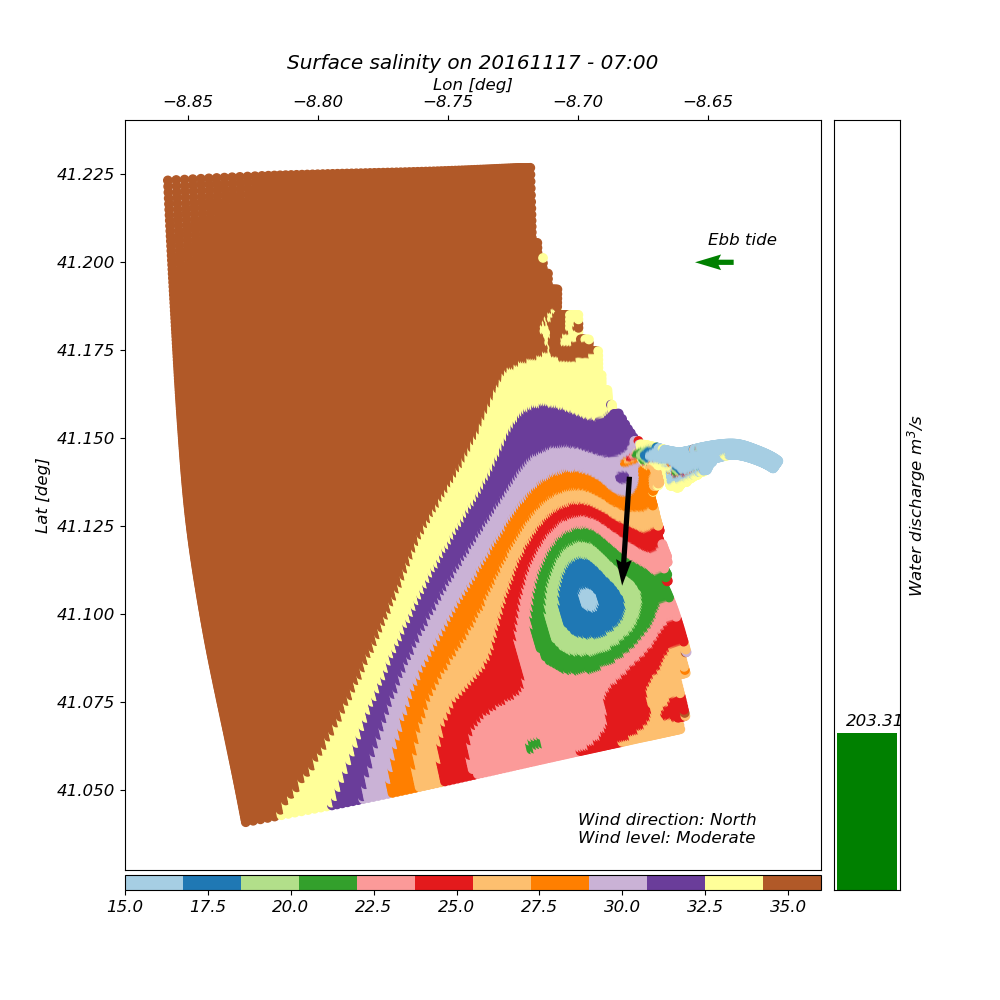 Surface salinity on 20161117 - 07:00
Lon [deg]
−8.85 −8.80 −8.75 −8.70 −8.65
41.225
Ebb tide
41.200
41.175
41.150
41.125
41.100
41.075
41.050
Lat [deg]
Water discharge m³/s
203.31
Wind direction: North
Wind level: Moderate
15.0 17.5 20.0 22.5 25.0 27.5 30.0 32.5 35.0